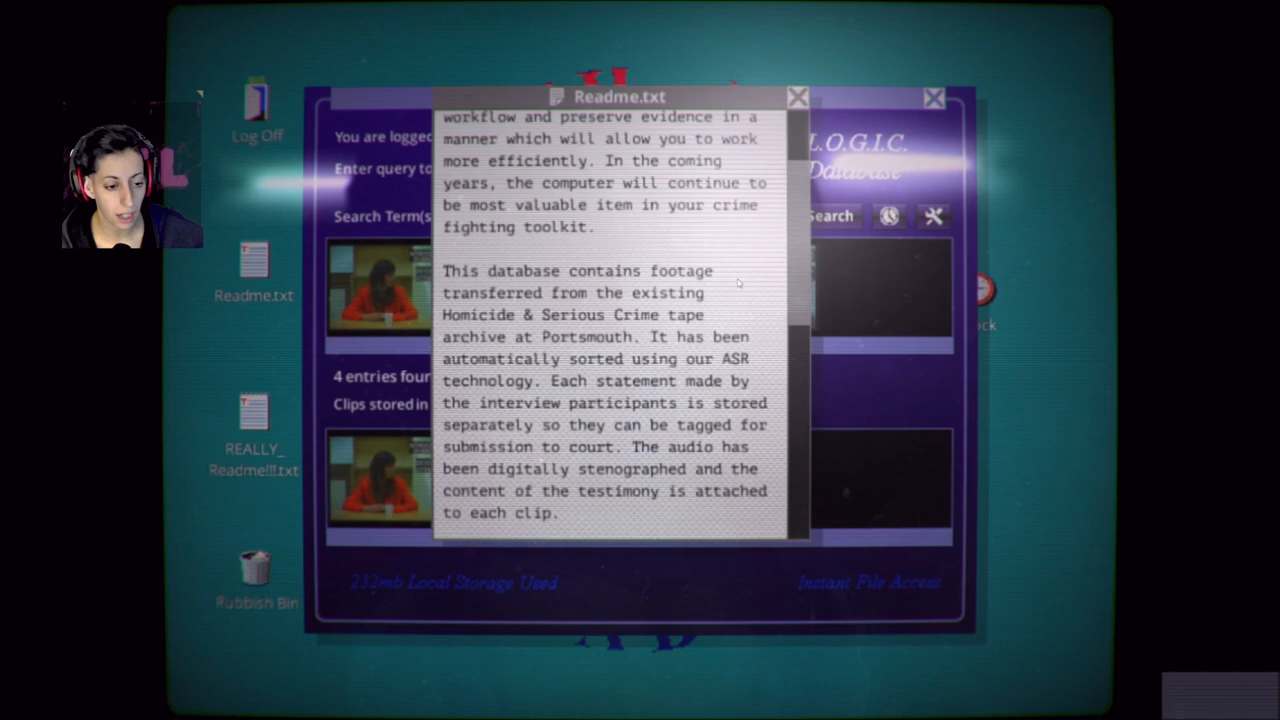 Readme.txt
workflow and preserve evidence in a
manner which will allow you to work
more efficiently. In the coming
years, the computer will continue to
be most valuable item in your crime
fighting toolkit.
This database contains footage
transferred from the existing
Homicide & Serious Crime tape
archive at Portsmouth. It has been
automatically sorted using our ASR
technology. Each statement made by
the interview participants is stored
separately so they can be tagged for
submission to court. The audio has
been digitally stenographed and the
content of the testimony is attached
to each clip.
Log Off
Readme.txt
REALLY_
Readme!!!.txt
Rubbish Bin
You are logged
Enter query to
Search Term(s
4 entries foun
Clips stored in
L.O.G.I.C.
Database
Search
232mb Local Storage Used
Instant File Access